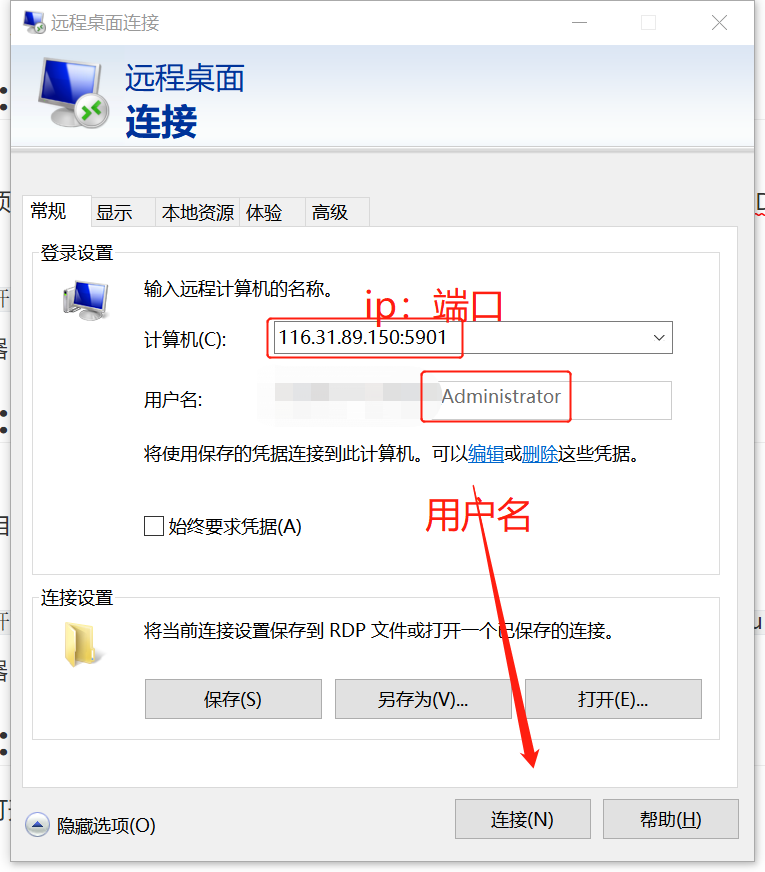 远程桌面连接
远程桌面
连接
常规 显示 本地资源 体验 高级
登录设置
输入远程计算机的名称。
ip：端口
计算机(C): 116.31.89.150:5901
用户名: Administrator
将使用保存的凭据连接到此计算机。可以编辑或删除这些凭据。
用户名
始终要求凭据(A)
连接设置
将当前连接设置保存到 RDP 文件或打开一个已保存的连接。
保存(S) 另存为(V)... 打开(E)...
隐藏选项(O) 连接(N) 帮助(H)